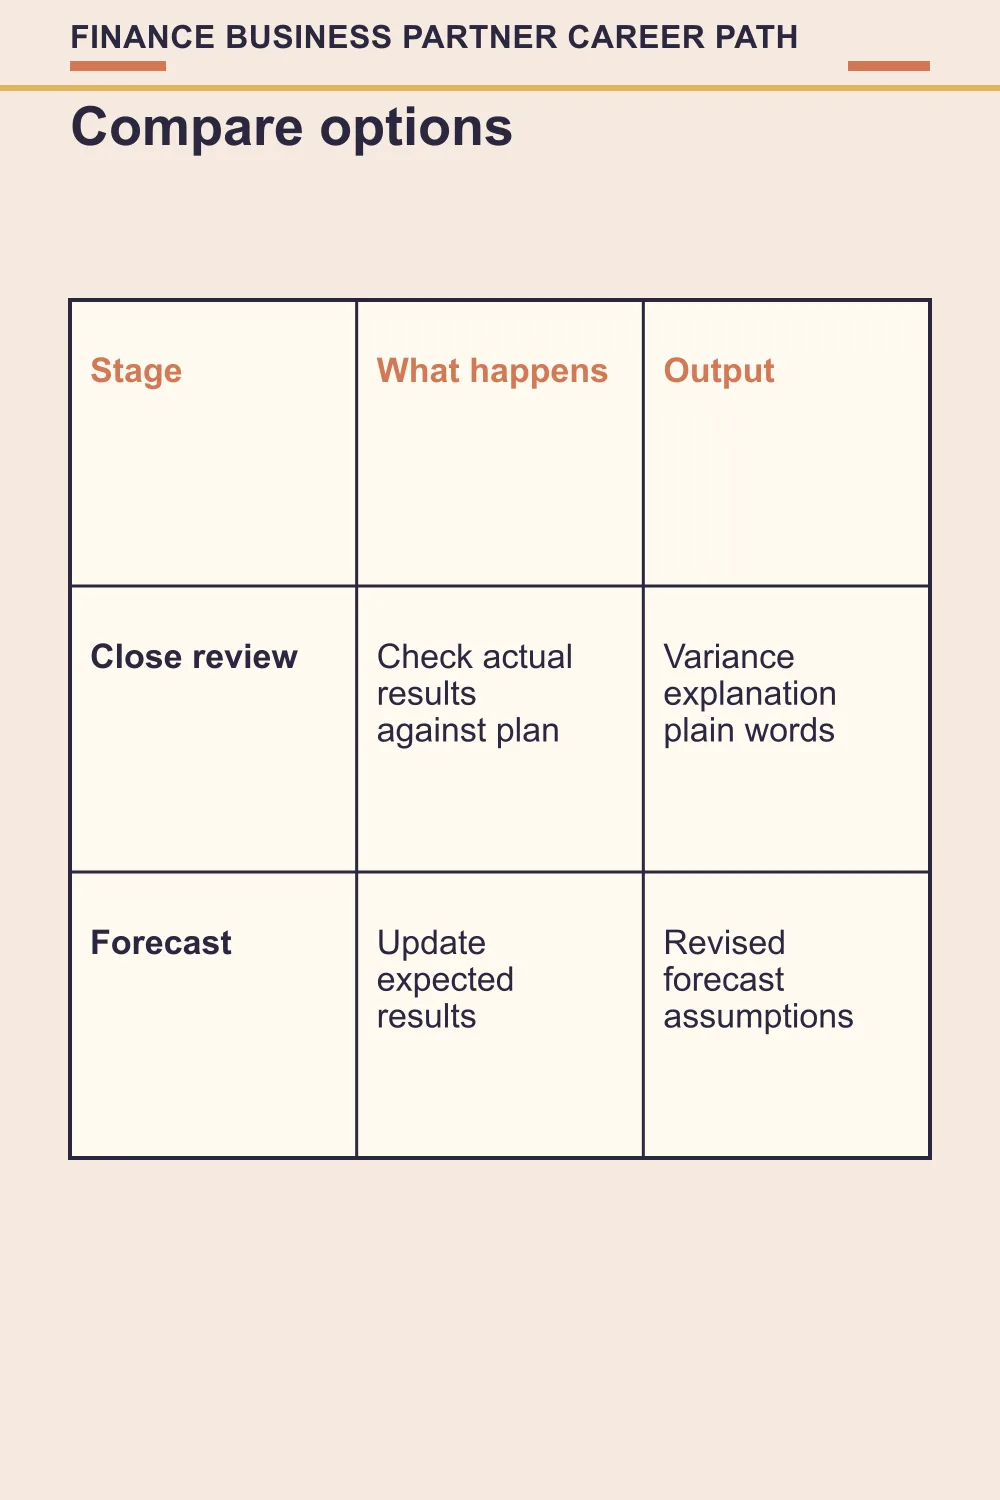 FINANCE BUSINESS PARTNER CAREER PATH
Compare options
Stage
What happens
Output
Close review
Check actual
results
against plan
Variance
explanation
plain words
Forecast
Update
expected
results
Revised
forecast
assumptions